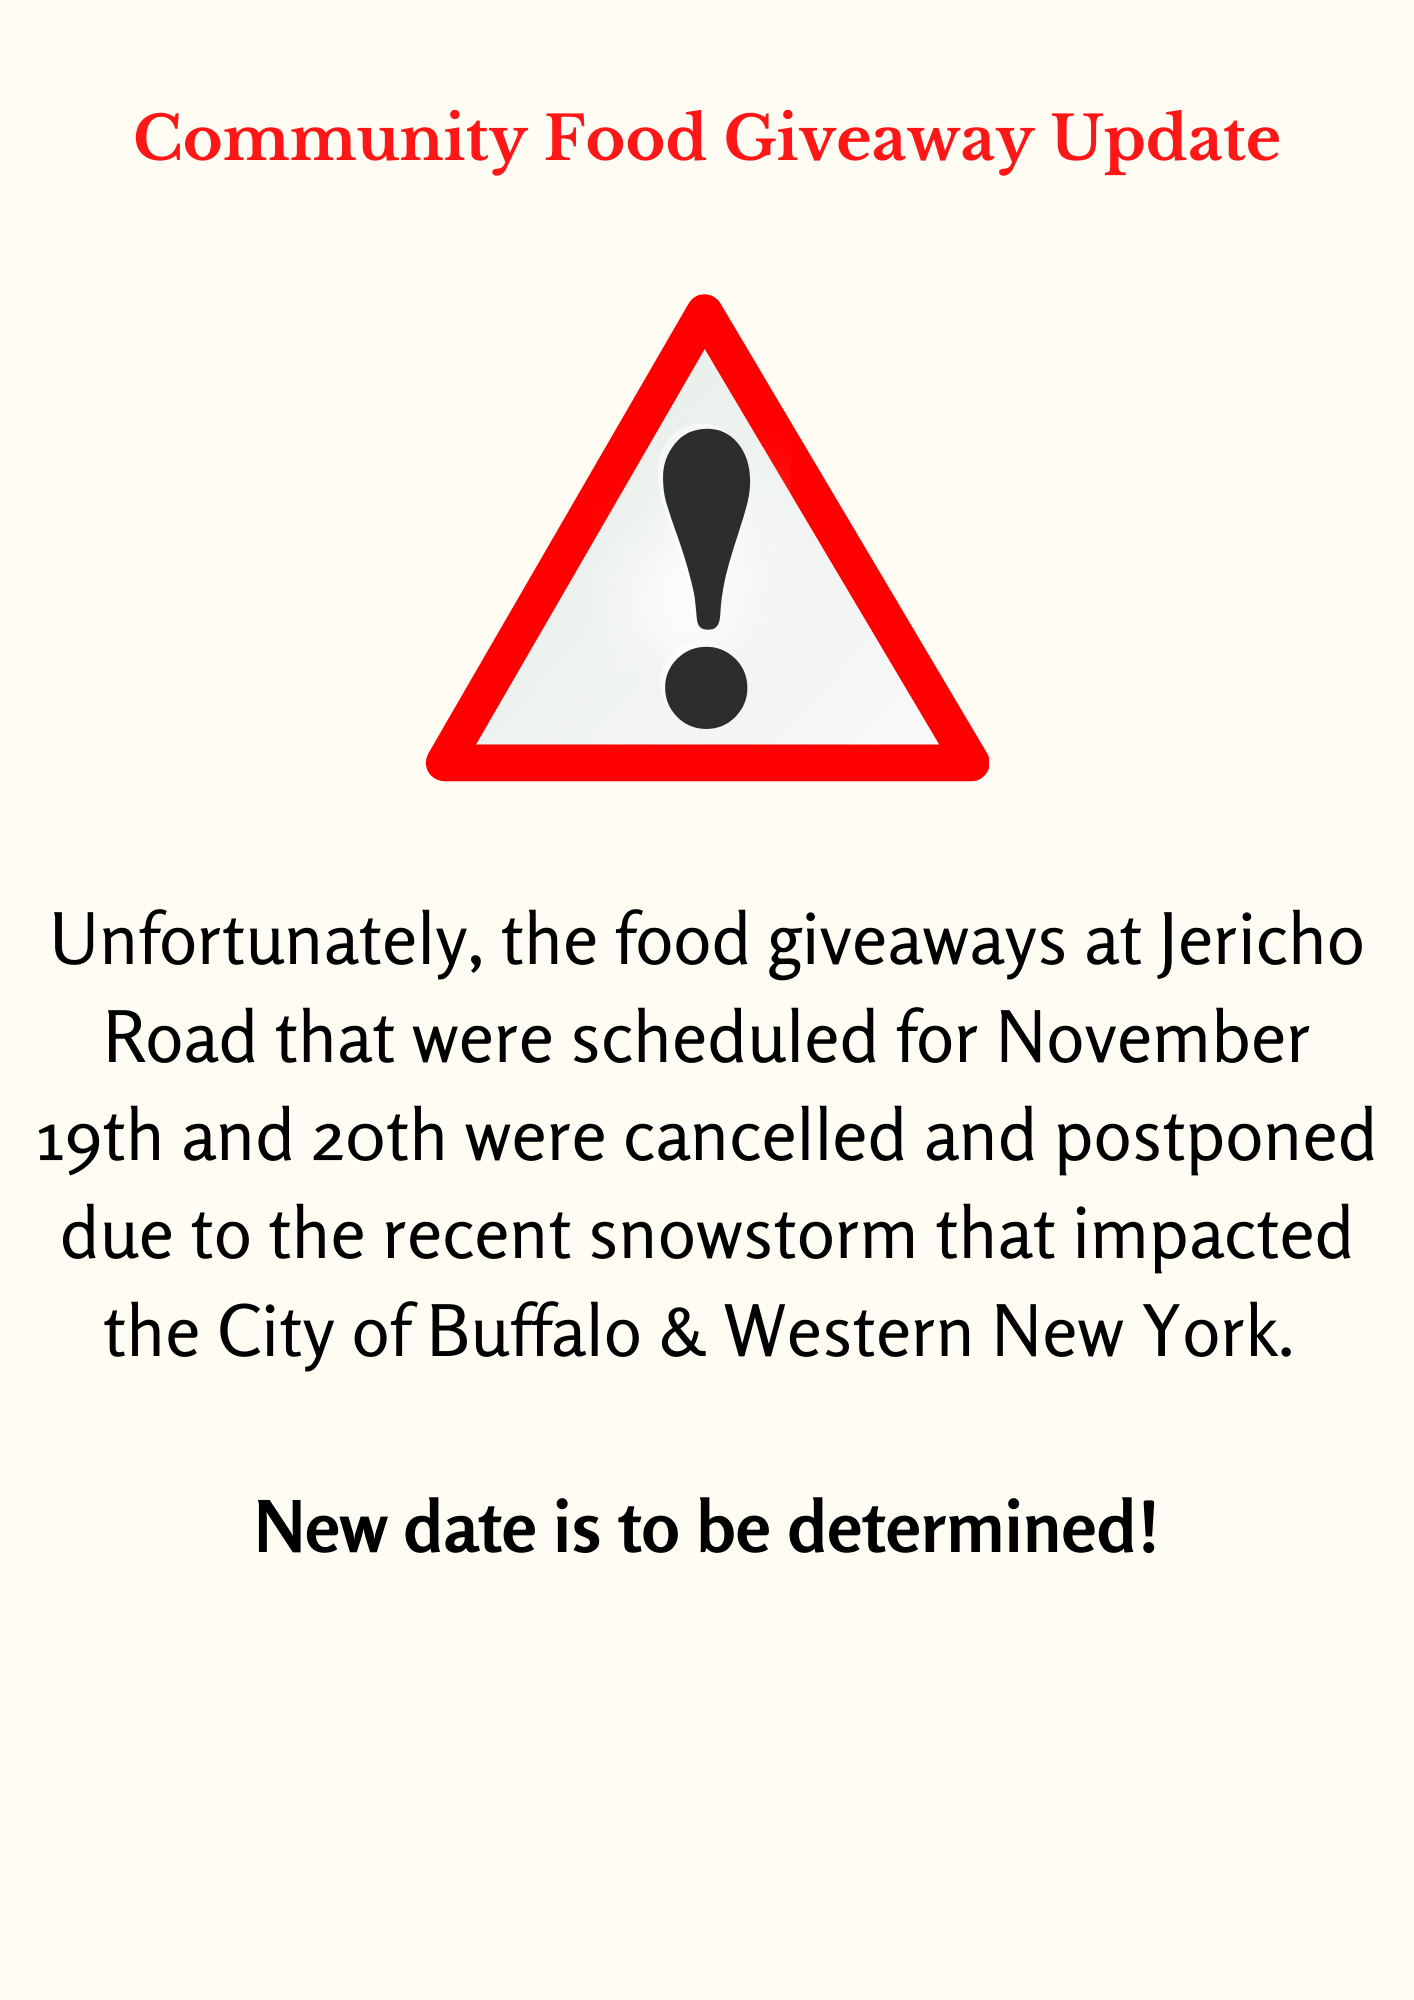 Community Food Giveaway Update
!
Unfortunately, the food giveaways at Jericho
Road that were scheduled for November
19th and 20th were cancelled and postponed
due to the recent snowstorm that impacted
the City of Buffalo & Western New York.
New date is to be determined!